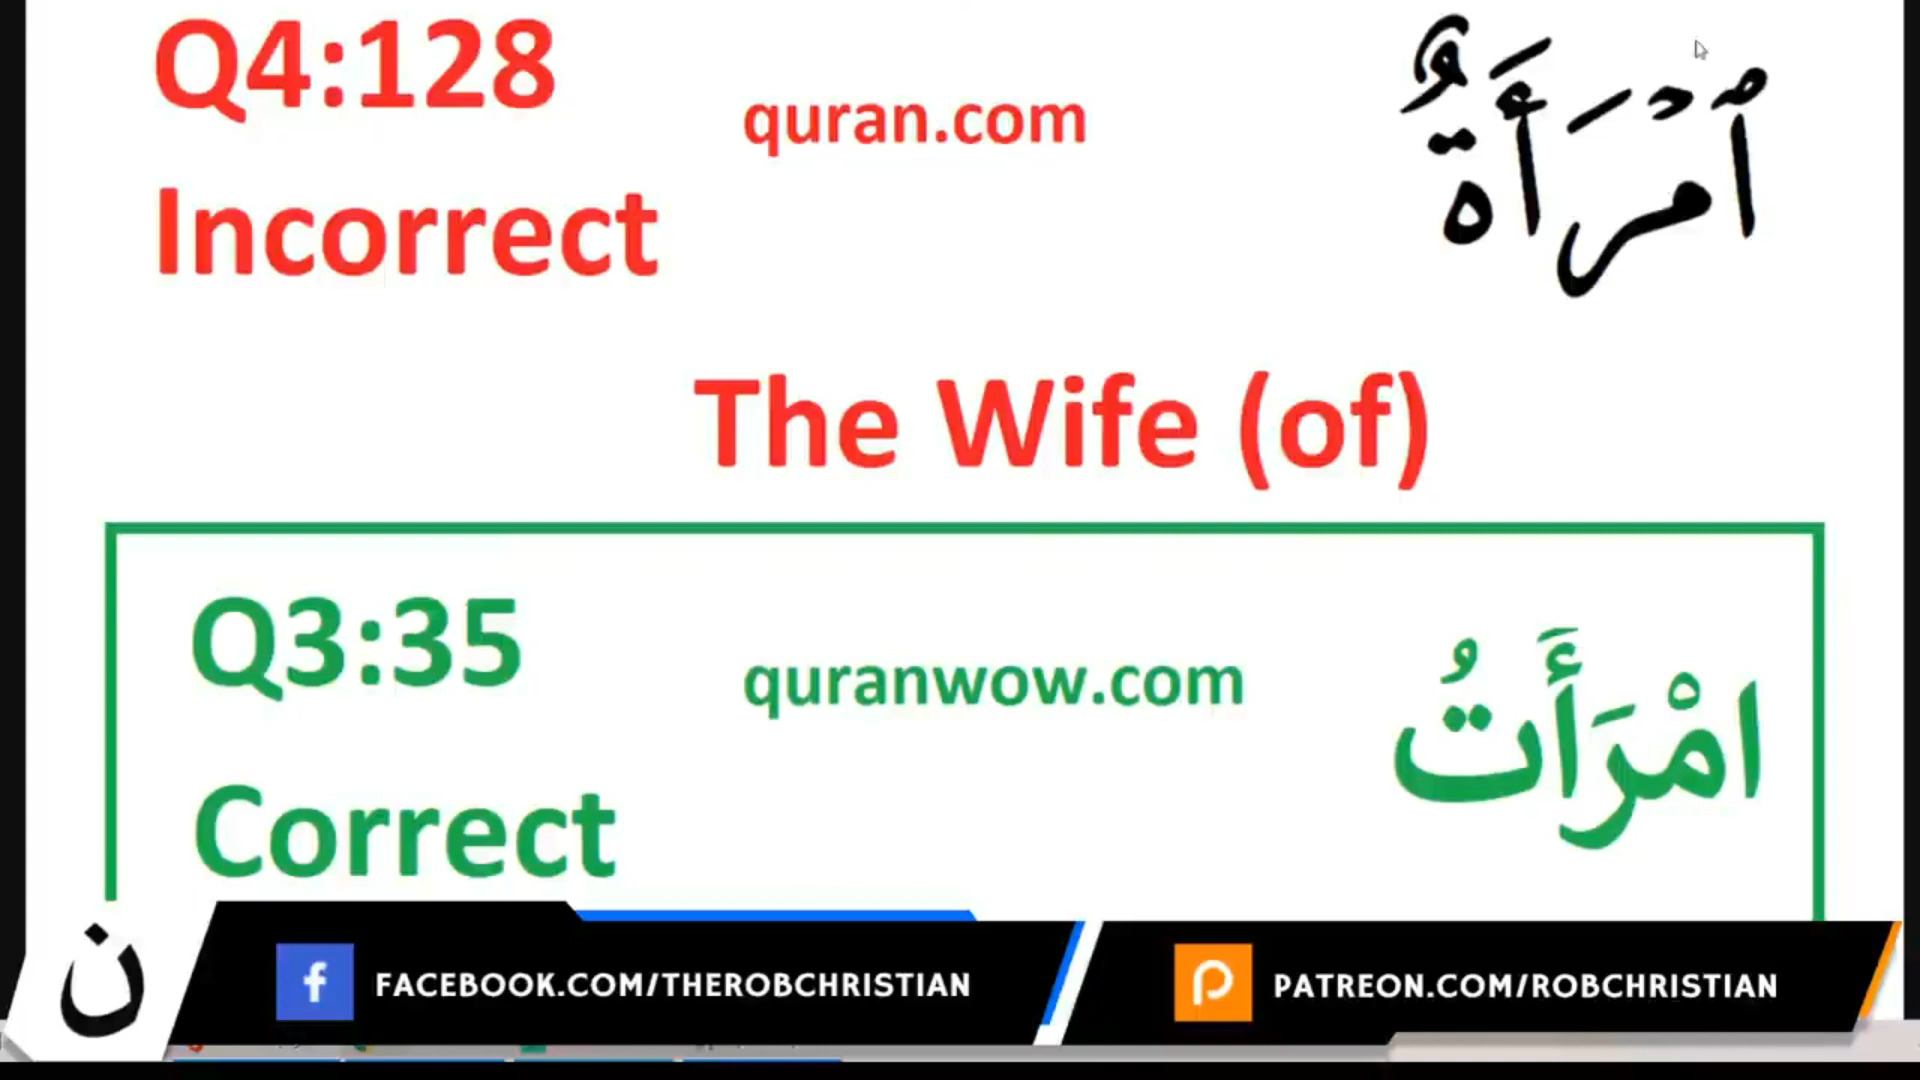 Q4:128
quran.com
ٱمۡرَأَةٌ
Incorrect
The Wife (of)
Q3:35
quranwow.com
امْرَأَتُ
Correct
ن
f FACEBOOK.COM/THEROBCHRISTIAN
PATREON.COM/ROBCHRISTIAN